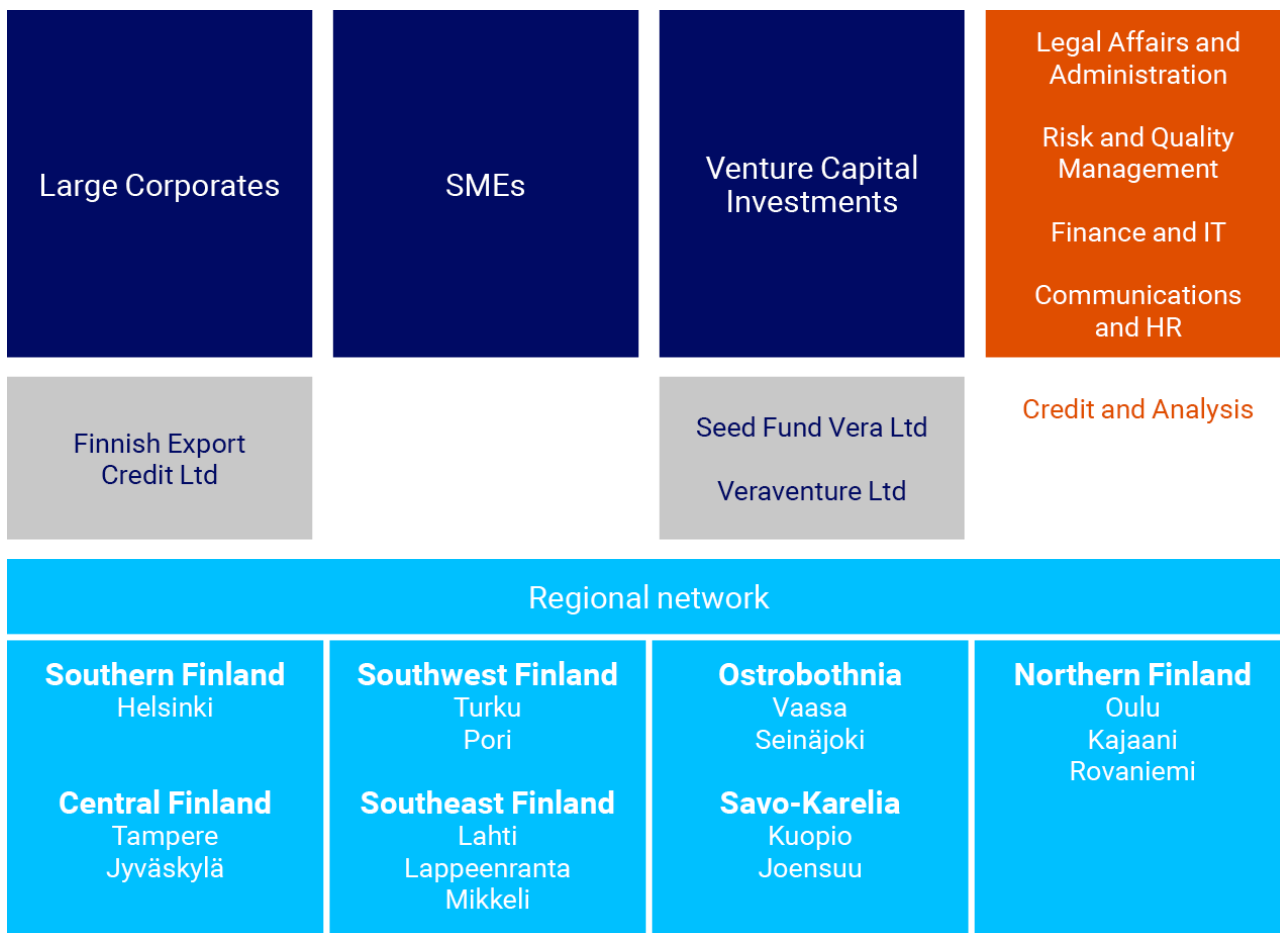 Large Corporates
SMEs
Venture Capital
Investments
Legal Affairs and
Administration
Risk and Quality
Management
Finance and IT
Communications
and HR
Finnish Export
Credit Ltd
Seed Fund Vera Ltd
Veraventure Ltd
Credit and Analysis
Regional network
Southern Finland
Helsinki
Central Finland
Tampere
Jyväskylä
Southwest Finland
Turku
Pori
Southeast Finland
Lahti
Lappeenranta
Mikkeli
Ostrobothnia
Vaasa
Seinäjoki
Savo-Karelia
Kuopio
Joensuu
Northern Finland
Oulu
Kajaani
Rovaniemi